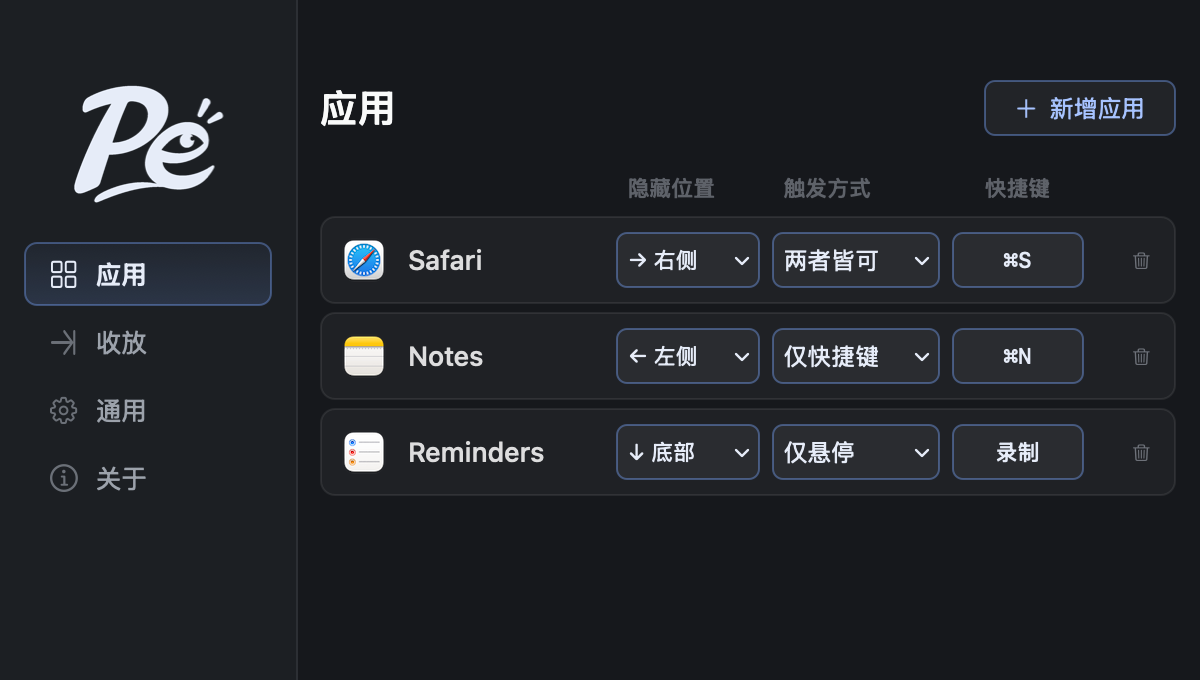 Pe
应用
收放
通用
关于
应用
+ 新增应用
隐藏位置 触发方式 快捷键
Safari → 右侧 两者皆可 ⌘S
Notes ← 左侧 仅快捷键 ⌘N
Reminders ↓ 底部 仅悬停 录制